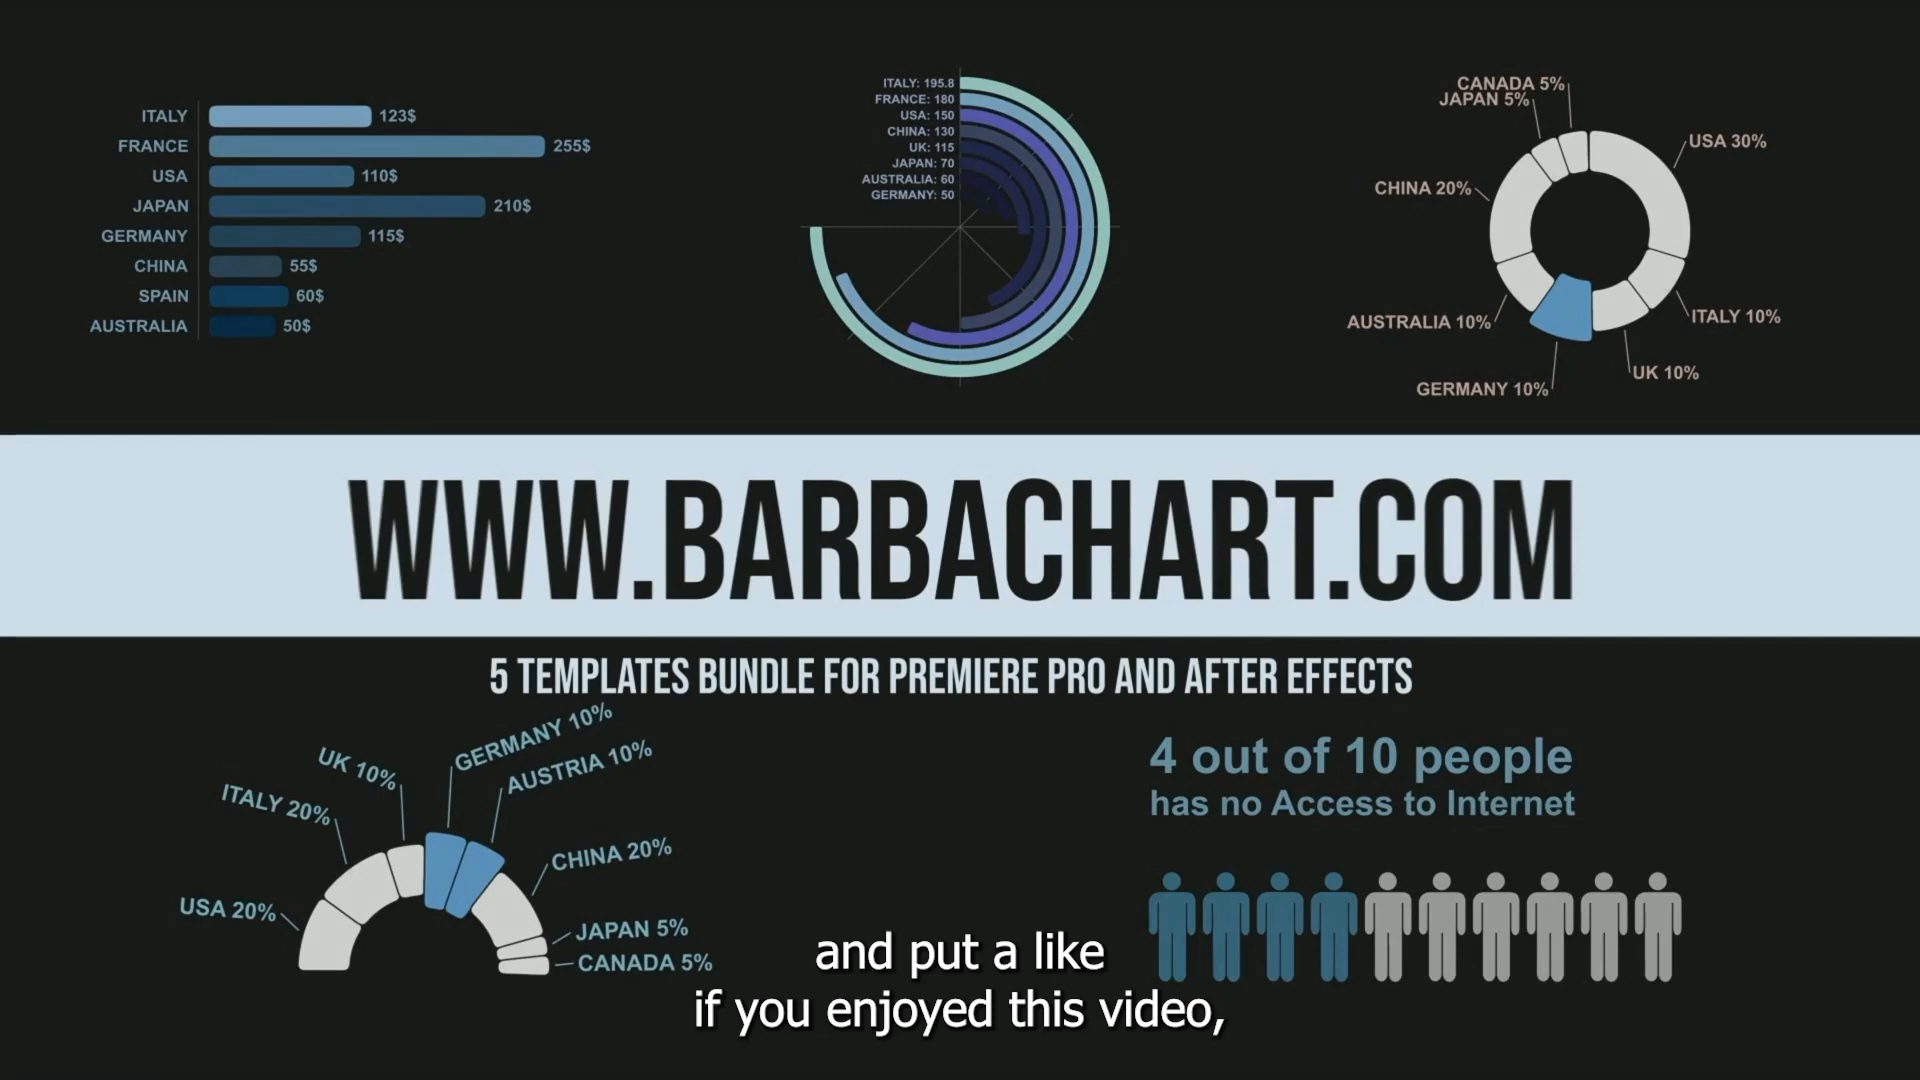 ITALY 123$
FRANCE 255$
USA 110$
JAPAN 210$
GERMANY 115$
CHINA 55$
SPAIN 60$
AUSTRALIA 50$
ITALY: 195.8
FRANCE: 180
USA: 150
CHINA: 130
UK: 115
JAPAN: 70
AUSTRALIA: 60
GERMANY: 50
CANADA 5%
JAPAN 5%
USA 30%
CHINA 20%
AUSTRALIA 10%
ITALY 10%
UK 10%
GERMANY 10%
WWW.BARBACHART.COM
5 TEMPLATES BUNDLE FOR PREMIERE PRO AND AFTER EFFECTS
GERMANY 10%
UK 10%
AUSTRIA 10%
ITALY 20%
CHINA 20%
USA 20%
JAPAN 5%
CANADA 5%
4 out of 10 people
has no Access to Internet
and put a like
if you enjoyed this video,